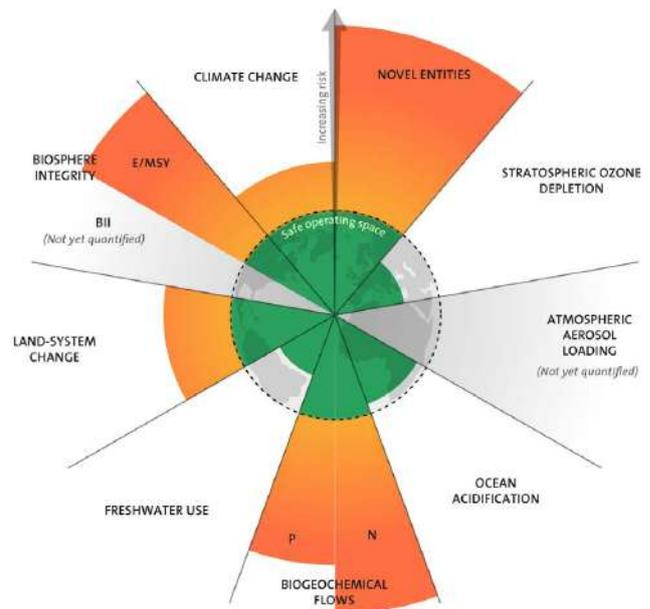 CLIMATE CHANGE
NOVEL ENTITIES
Increasing risk
STRATOSPHERIC OZONE
DEPLETION
BIOSPHERE
INTEGRITY
E/MSY
BII
(Not yet quantified)
Safe operating space
LAND-SYSTEM
CHANGE
ATMOSPHERIC
AEROSOL
LOADING
(Not yet quantified)
FRESHWATER USE
OCEAN
ACIDIFICATION
P
N
BIOGEOCHEMICAL
FLOWS